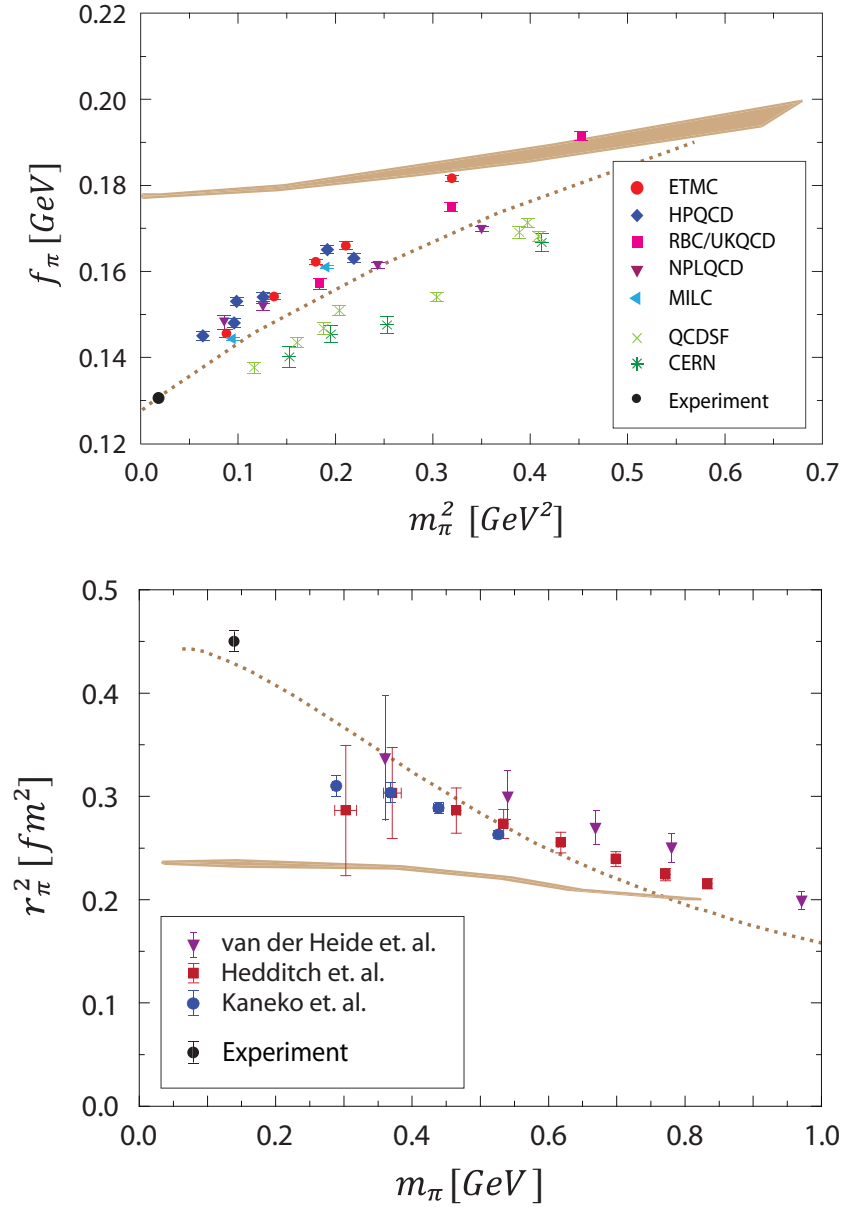 0.22
0.20
0.18
0.16
0.14
0.12
f_π [GeV]
0.0 0.1 0.2 0.3 0.4 0.5 0.6 0.7
m_π^2 [GeV^2]
ETMC
HPQCD
RBC/UKQCD
NPLQCD
MILC
QCDSF
CERN
Experiment
0.5
0.4
0.3
0.2
0.1
0.0
r_π^2 [fm^2]
van der Heide et. al.
Hedditch et. al.
Kaneko et. al.
Experiment
0.0 0.2 0.4 0.6 0.8 1.0
m_π [GeV]